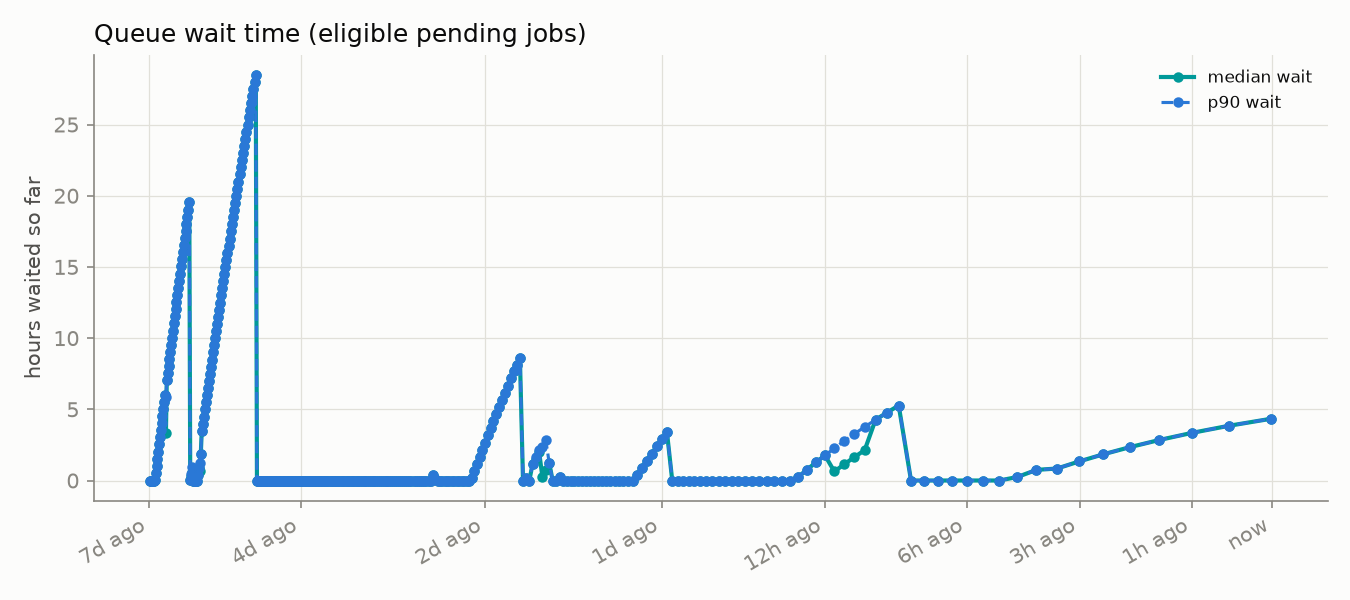 Queue wait time (eligible pending jobs)
median wait
p90 wait
hours waited so far
25
20
15
10
5
0
7d ago
4d ago
2d ago
1d ago
12h ago
6h ago
3h ago
1h ago
now